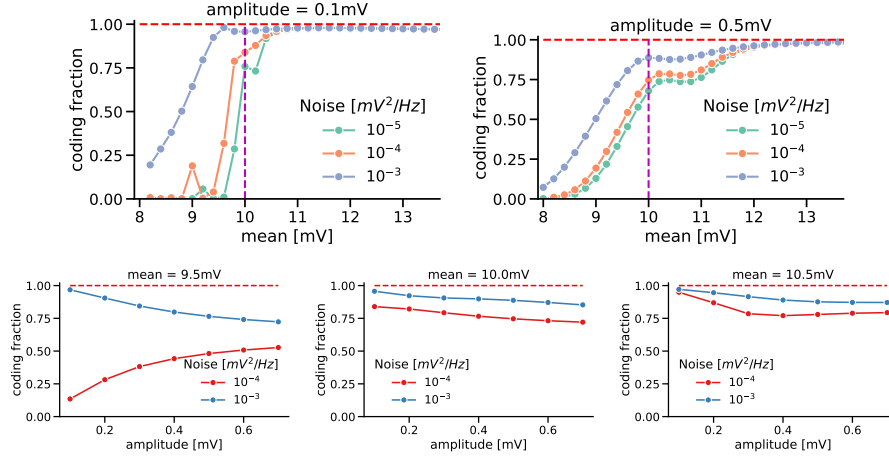 amplitude = 0.1mV
coding fraction
1.00
0.75
0.50
0.25
0.00
Noise [mV²/Hz]
10⁻⁵
10⁻⁴
10⁻³
8 9 10 11 12 13
mean [mV]
amplitude = 0.5mV
coding fraction
1.00
0.75
0.50
0.25
0.00
Noise [mV²/Hz]
10⁻⁵
10⁻⁴
10⁻³
8 9 10 11 12 13
mean [mV]
mean = 9.5mV
coding fraction
1.00
0.75
0.50
0.25
0.00
Noise [mV²/Hz]
10⁻⁴
10⁻³
0.2 0.4 0.6
amplitude [mV]
mean = 10.0mV
coding fraction
1.00
0.75
0.50
0.25
0.00
Noise [mV²/Hz]
10⁻⁴
10⁻³
0.2 0.4 0.6
amplitude [mV]
mean = 10.5mV
coding fraction
1.00
0.75
0.50
0.25
0.00
Noise [mV²/Hz]
10⁻⁴
10⁻³
0.2 0.4 0.6
amplitude [mV]